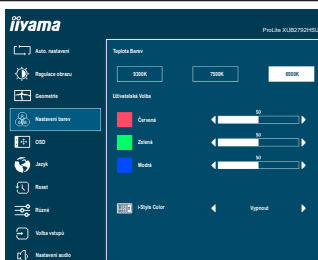 iiyama
ProLite XUB2792HSU
Auto. nastavení
Regulace obrazu
Geometrie
Nastavení barev
OSD
Jazyk
Reset
Různé
Volba vstupů
Nastavení audio
Teplota Barev
9300K 7500K 6500K
Uživatelská Volba
Červená 50
Zelená 50
Modrá 50
i-Style Color Vypnout